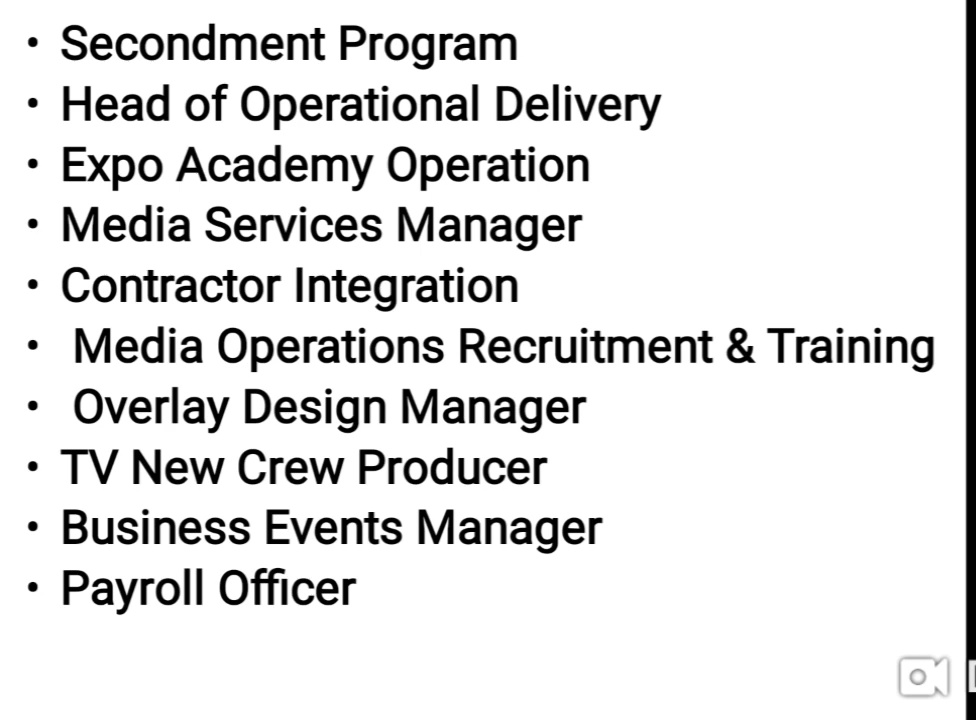 • Secondment Program
• Head of Operational Delivery
• Expo Academy Operation
• Media Services Manager
• Contractor Integration
• Media Operations Recruitment & Training
• Overlay Design Manager
• TV New Crew Producer
• Business Events Manager
• Payroll Officer